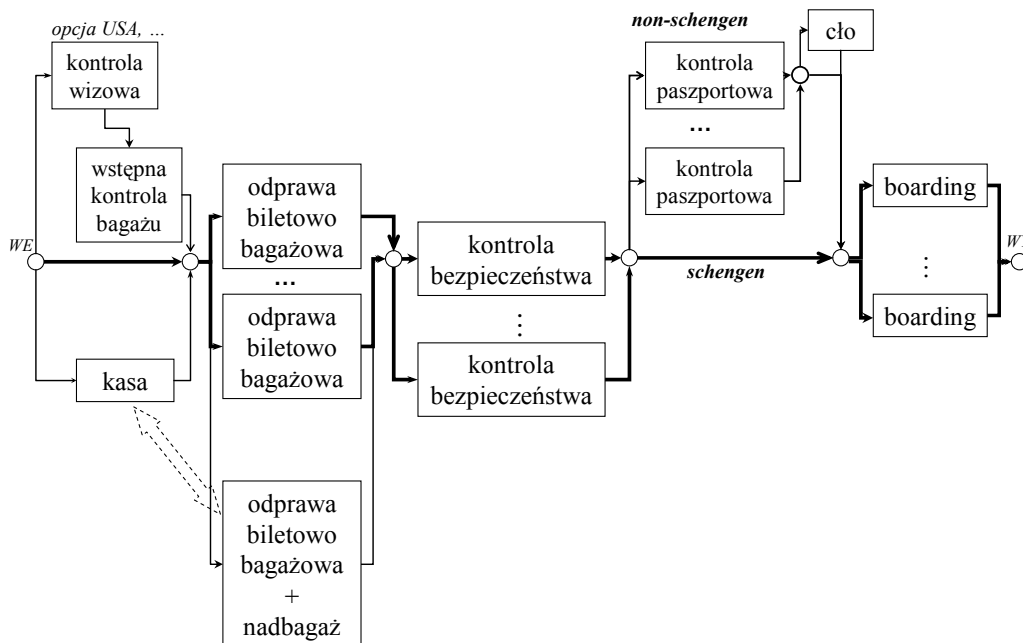 opcja USA, ...
kontrola
wizowa
wstępna
kontrola
bagażu
WE
kasa
odprawa
biletowo
bagażowa
...
odprawa
biletowo
bagażowa
odprawa
biletowo
bagażowa
+
nadbagaż
kontrola
bezpieczeństwa
...
kontrola
bezpieczeństwa
non-schengen
kontrola
paszportowa
...
kontrola
paszportowa
cło
schengen
boarding
...
boarding